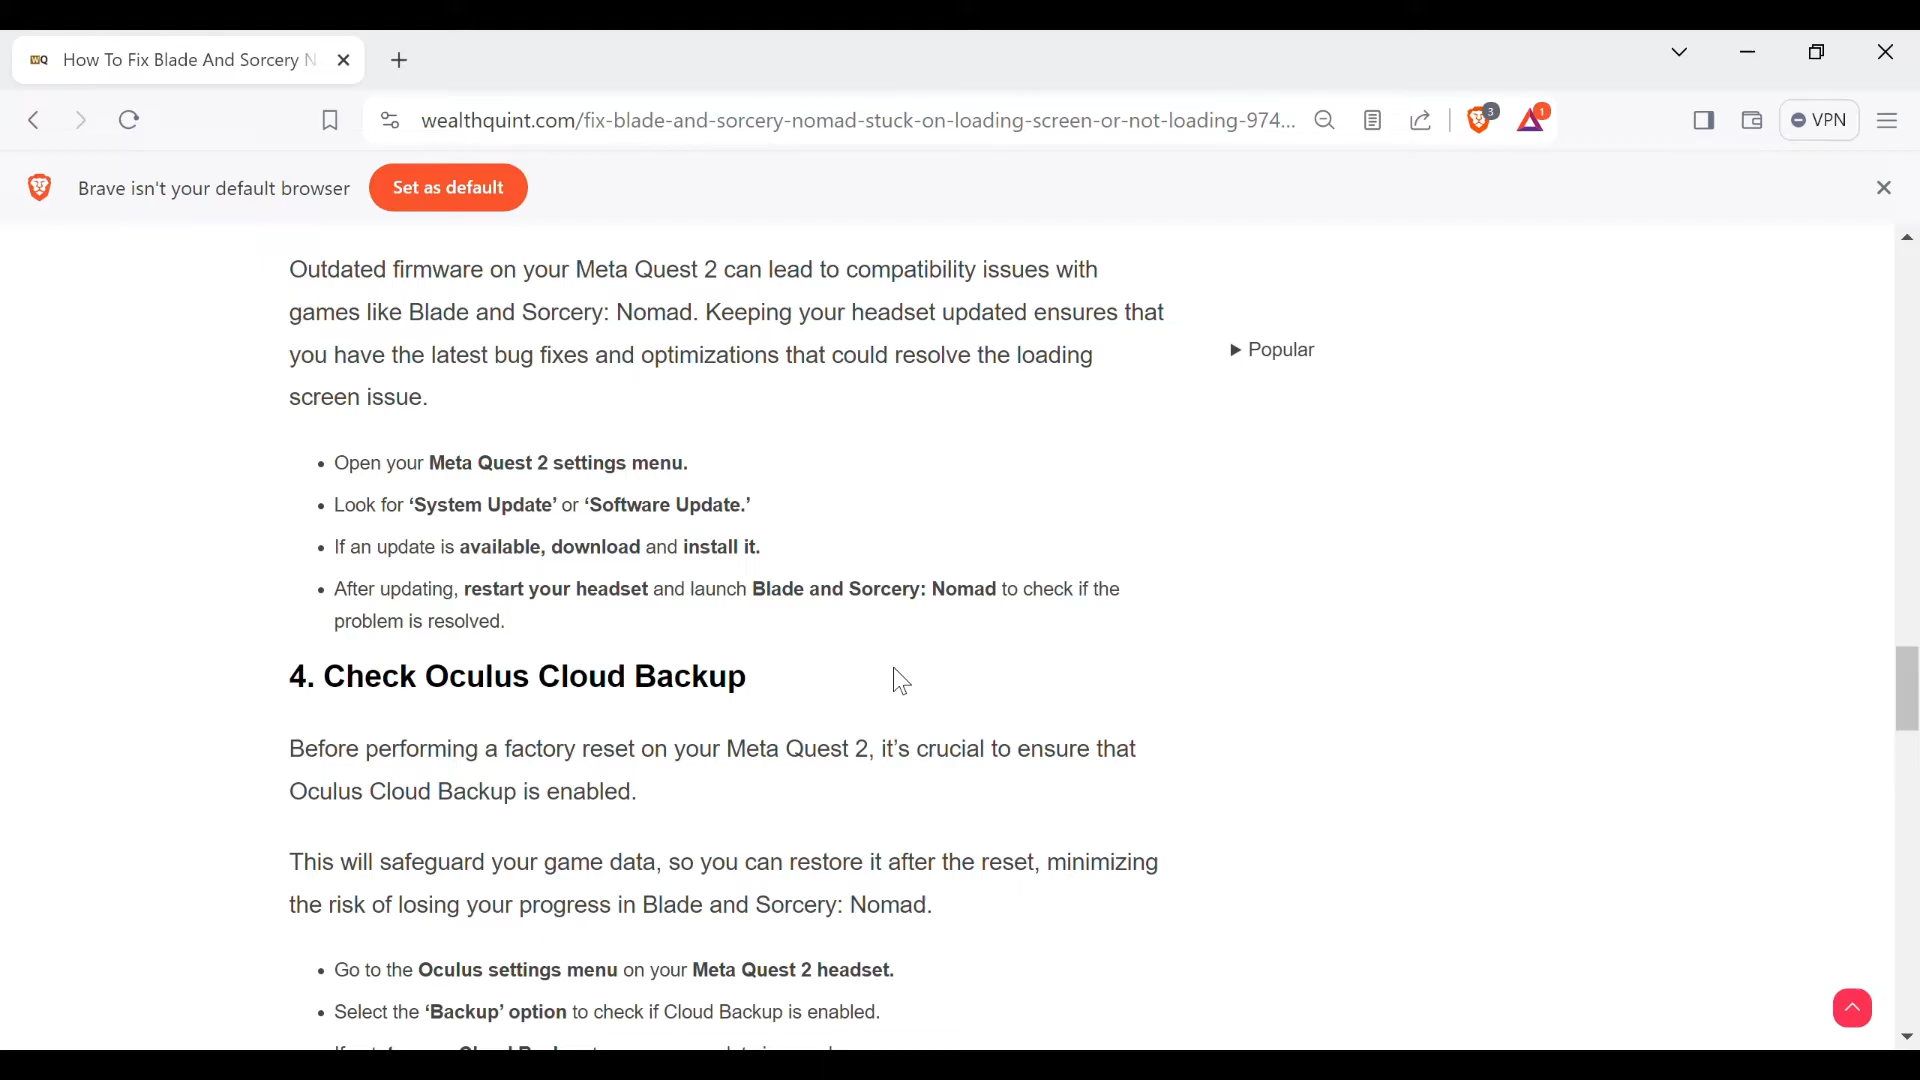 WQ How To Fix Blade And Sorcery N
wealthquint.com/fix-blade-and-sorcery-nomad-stuck-on-loading-screen-or-not-loading-974...
3
1
VPN
Brave isn't your default browser
Set as default
Outdated firmware on your Meta Quest 2 can lead to compatibility issues with
games like Blade and Sorcery: Nomad. Keeping your headset updated ensures that
you have the latest bug fixes and optimizations that could resolve the loading
screen issue.
▶ Popular
• Open your Meta Quest 2 settings menu.
• Look for ‘System Update’ or ‘Software Update.’
• If an update is available, download and install it.
• After updating, restart your headset and launch Blade and Sorcery: Nomad to check if the
problem is resolved.
4. Check Oculus Cloud Backup
Before performing a factory reset on your Meta Quest 2, it’s crucial to ensure that
Oculus Cloud Backup is enabled.
This will safeguard your game data, so you can restore it after the reset, minimizing
the risk of losing your progress in Blade and Sorcery: Nomad.
• Go to the Oculus settings menu on your Meta Quest 2 headset.
• Select the ‘Backup’ option to check if Cloud Backup is enabled.